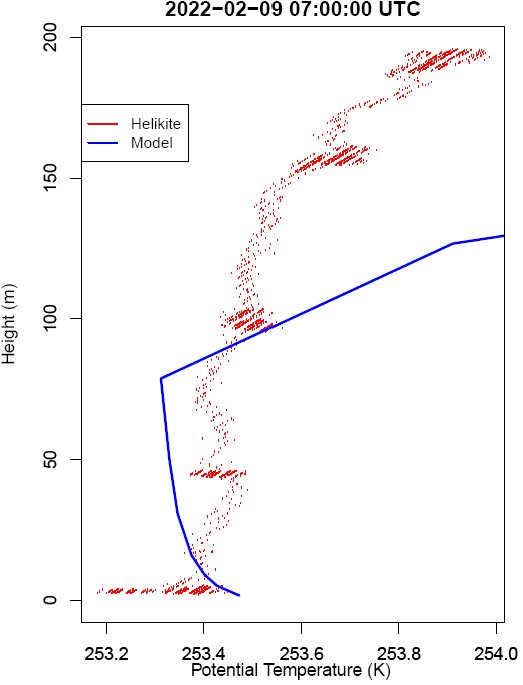 2022−02−09 07:00:00 UTC
200
150
100
50
0
Height (m)
Helikite
Model
253.2 253.4 253.6 253.8 254.0
Potential Temperature (K)